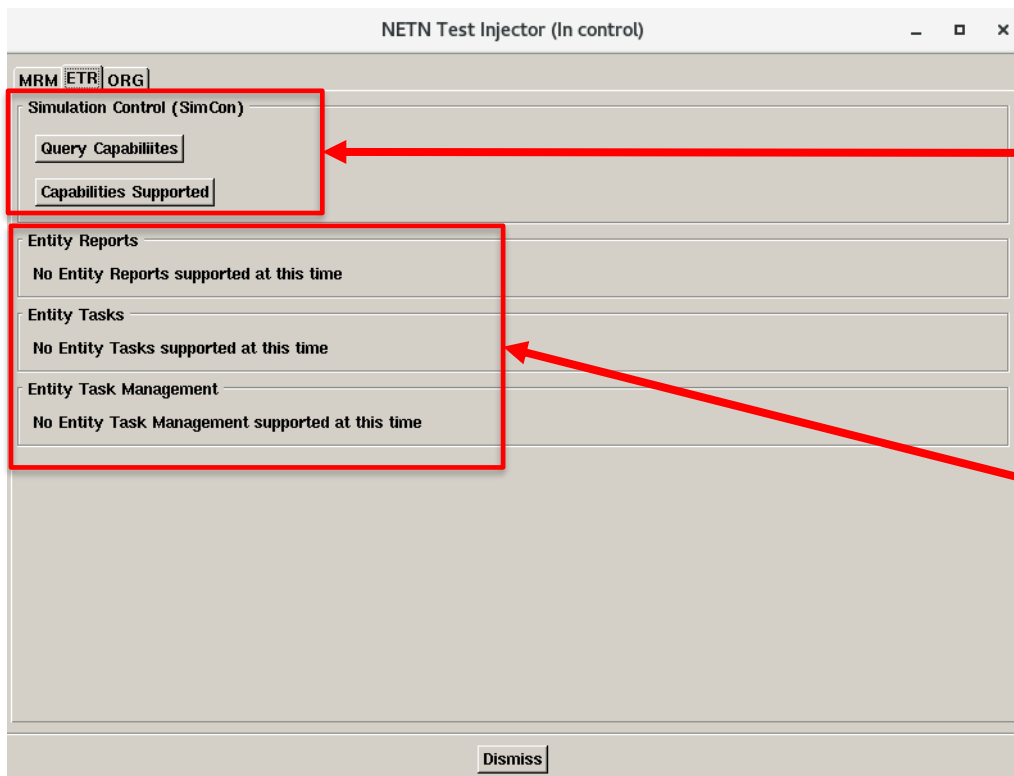 NETN Test Injector (In control)
MRM ETR ORG
Simulation Control (SimCon)
Query Capabiliites
Capabilities Supported
Entity Reports
No Entity Reports supported at this time
Entity Tasks
No Entity Tasks supported at this time
Entity Task Management
No Entity Task Management supported at this time
Dismiss